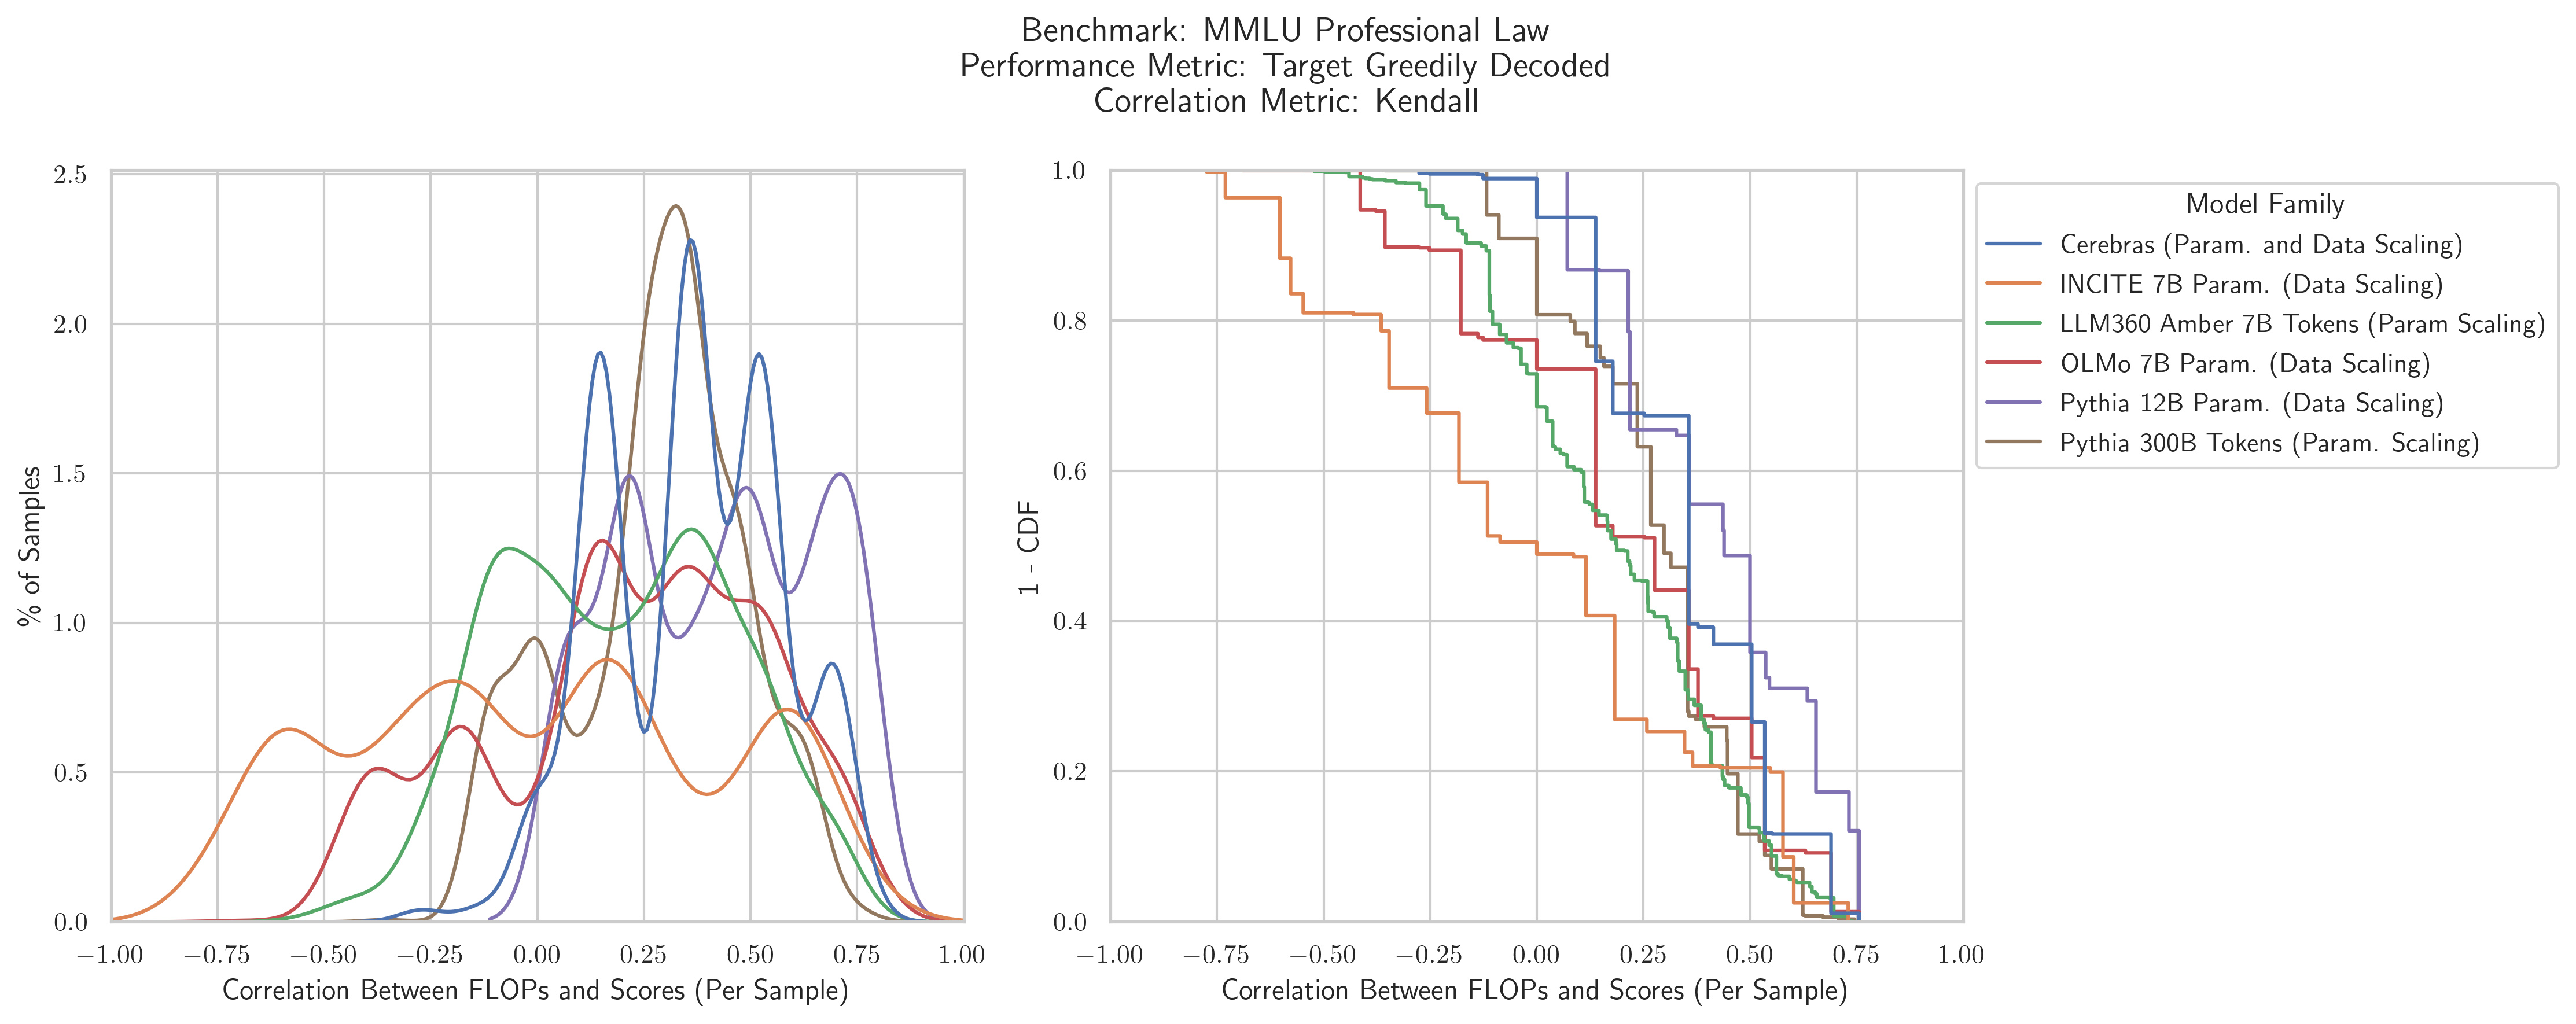 Benchmark: MMLU Professional Law
Performance Metric: Target Greedily Decoded
Correlation Metric: Kendall
% of Samples
2.5
2.0
1.5
1.0
0.5
0.0
−1.00 −0.75 −0.50 −0.25 0.00 0.25 0.50 0.75 1.00
Correlation Between FLOPs and Scores (Per Sample)
1 - CDF
1.0
0.8
0.6
0.4
0.2
0.0
−1.00 −0.75 −0.50 −0.25 0.00 0.25 0.50 0.75 1.00
Correlation Between FLOPs and Scores (Per Sample)
Model Family
Cerebras (Param. and Data Scaling)
INCITE 7B Param. (Data Scaling)
LLM360 Amber 7B Tokens (Param Scaling)
OLMo 7B Param. (Data Scaling)
Pythia 12B Param. (Data Scaling)
Pythia 300B Tokens (Param. Scaling)